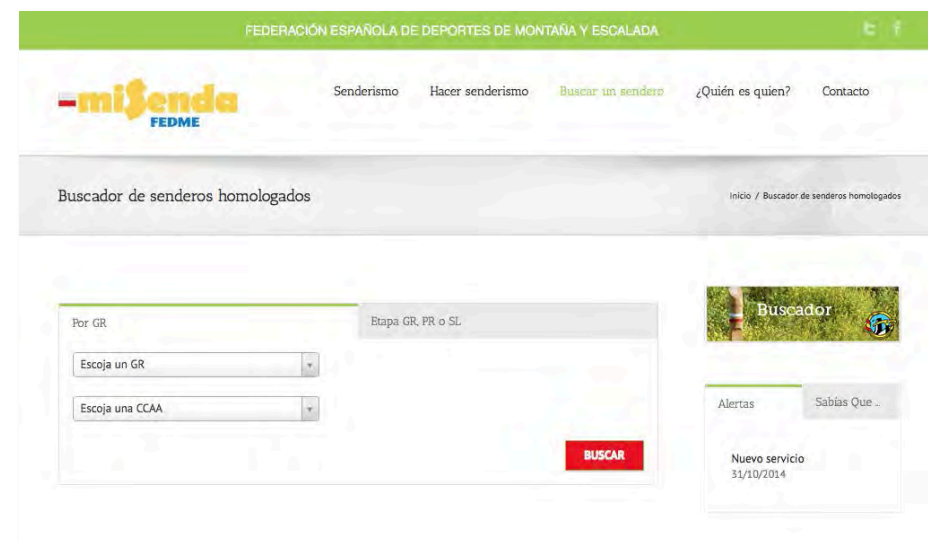 FEDERACIÓN ESPAÑOLA DE DEPORTES DE MONTAÑA Y ESCALADA
miSenda
FEDME
Senderismo Hacer senderismo Buscar un sendero ¿Quién es quien? Contacto
Buscador de senderos homologados
Inicio / Buscador de senderos homologados
Por GR
Etapa GR, PR o SL
Escoja un GR
Escoja una CCAA
BUSCAR
Buscador
Alertas
Sabías Que ...
Nuevo servicio
31/10/2014